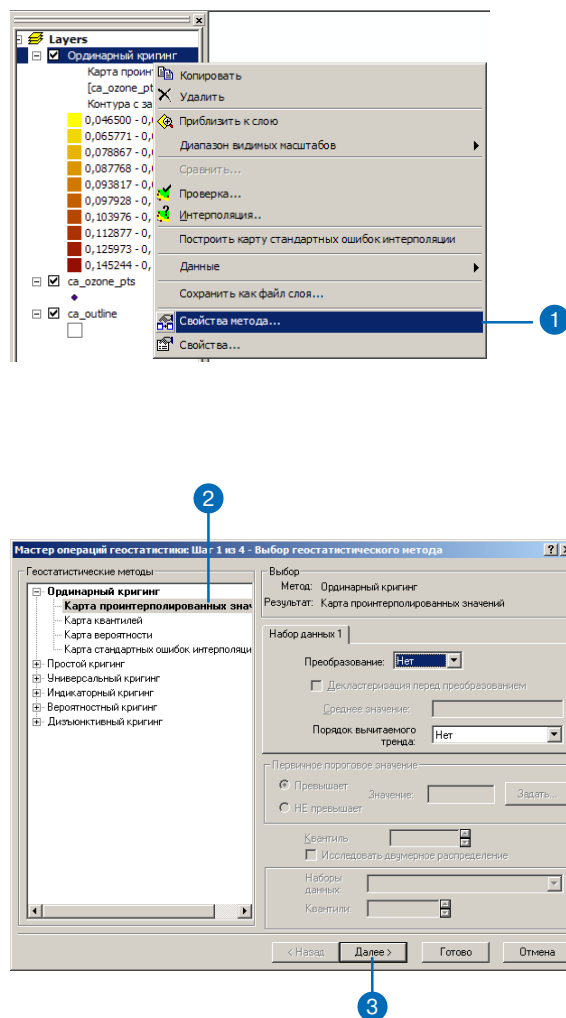 Layers
Ординарный кригинг
Карта проин
[ca_ozone_pt
Контура с за
0,046500 - 0,
0,065771 - 0,
0,078867 - 0,
0,087768 - 0,
0,093817 - 0,
0,097928 - 0,
0,103976 - 0,
0,112877 - 0,
0,125973 - 0,
0,145244 - 0,
ca_ozone_pts
ca_outline
Копировать
Удалить
Приблизить к слою
Диапазон видимых масштабов
Сравнить...
Проверка...
Интерполяция..
Построить карту стандартных ошибок интерполяции
Данные
Сохранить как файл слоя...
Свойства метода...
Свойства...
1
2
Мастер операций геостатистики: Шаг 1 из 4 - Выбор геостатистического метода
Геостатистические методы
Ординарный кригинг
Карта проинтерполированных знач
Карта квантилей
Карта вероятности
Карта стандартных ошибок интерполяци
Простой кригинг
Универсальный кригинг
Индикаторный кригинг
Вероятностный кригинг
Дизъюнктивный кригинг
Выбор
Метод: Ординарный кригинг
Результат: Карта проинтерполированных значений
Набор данных 1
Преобразование: Нет
Декластеризация перед преобразованием
Среднее значение:
Порядок вычитаемого тренда: Нет
Первичное пороговое значение
Превышает
Значение:
Задать...
НЕ превышает
Квантиль
Исследовать двумерное распределение
Наборы данных:
Квантили:
< Назад
Далее >
Готово
Отмена
3